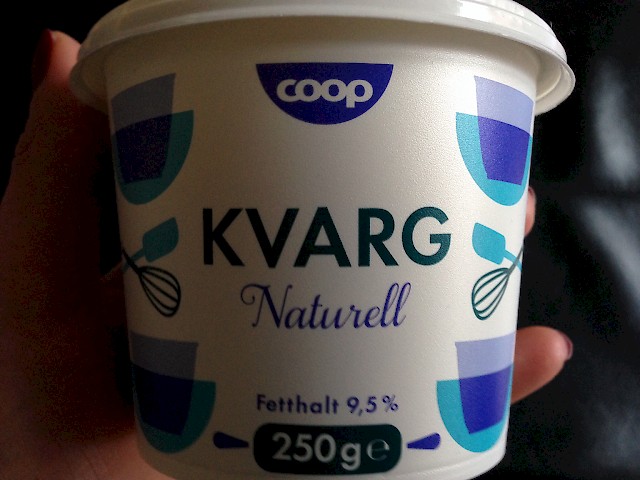 coop
KVARG
Naturell
Fetthalt 9,5%
250g℮